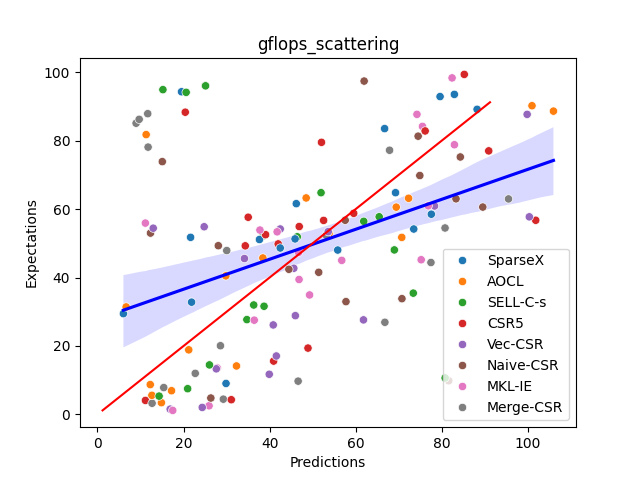 gflops_scattering
Expectations
100
80
60
40
20
0
SparseX
AOCL
SELL-C-s
CSR5
Vec-CSR
Naive-CSR
MKL-IE
Merge-CSR
0 20 40 60 80 100
Predictions